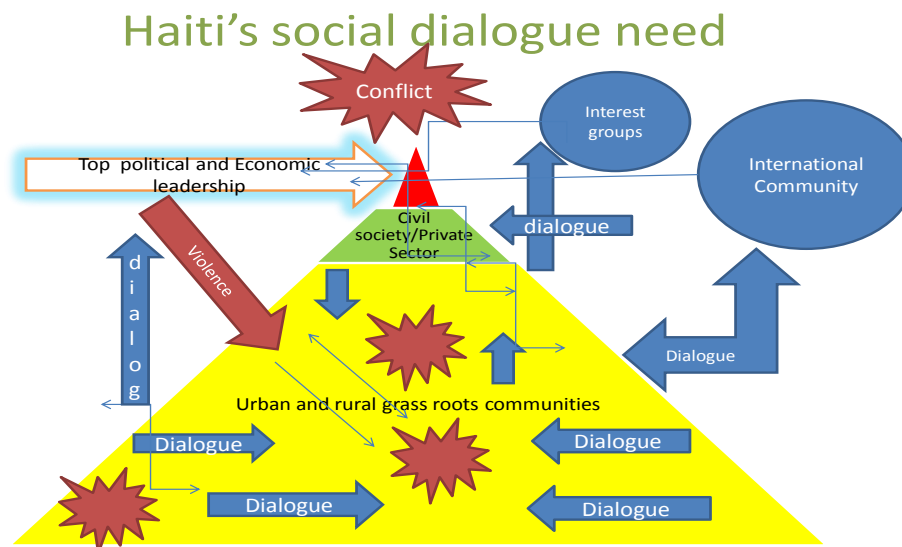 Haiti's social dialogue need
Conflict
Interest
groups
International
Community
Top political and Economic
leadership
Civil
society/Private
Sector
dialogue
Violence
dialog
Dialogue
Urban and rural grass roots communities
Dialogue
Dialogue
Dialogue
Dialogue